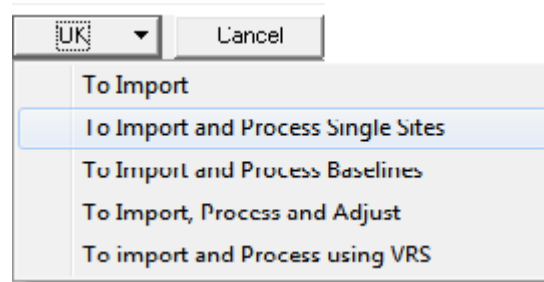 OK Cancel
To Import
To Import and Process Single Sites
To Import and Process Baselines
To Import, Process and Adjust
To import and Process using VRS